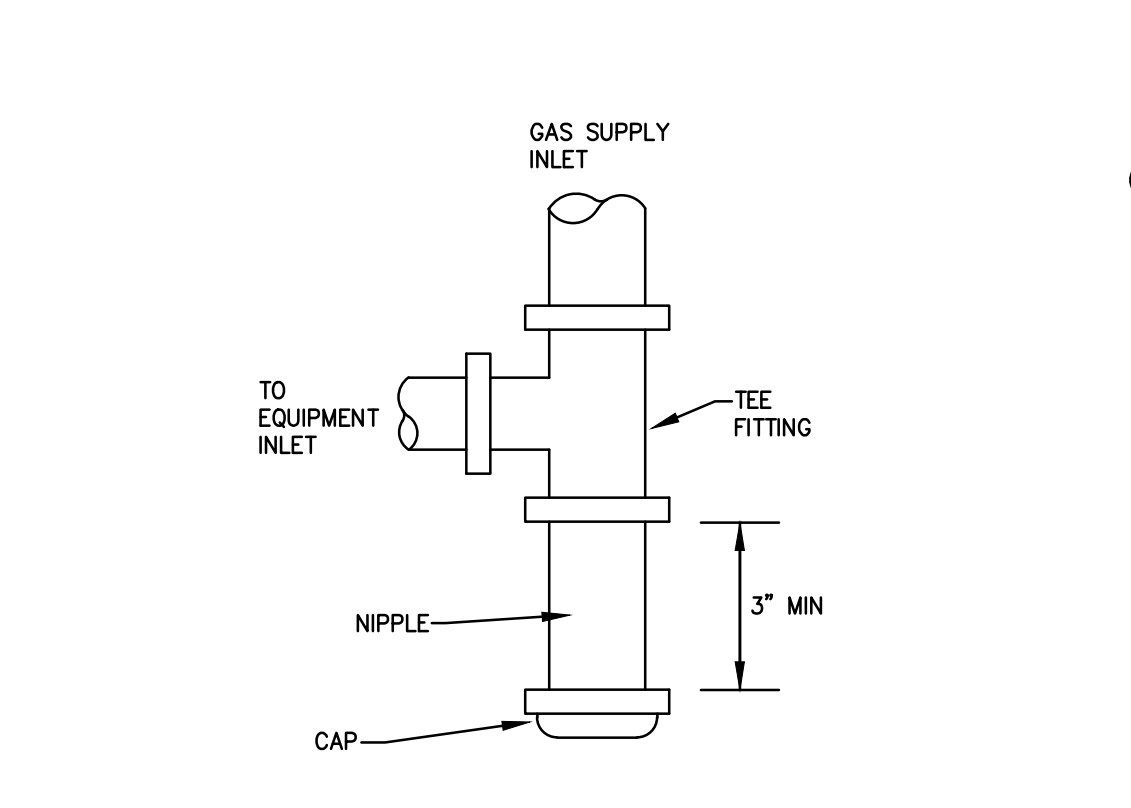 GAS SUPPLY
INLET
TO
EQUIPMENT
INLET
TEE
FITTING
3" MIN
NIPPLE
CAP